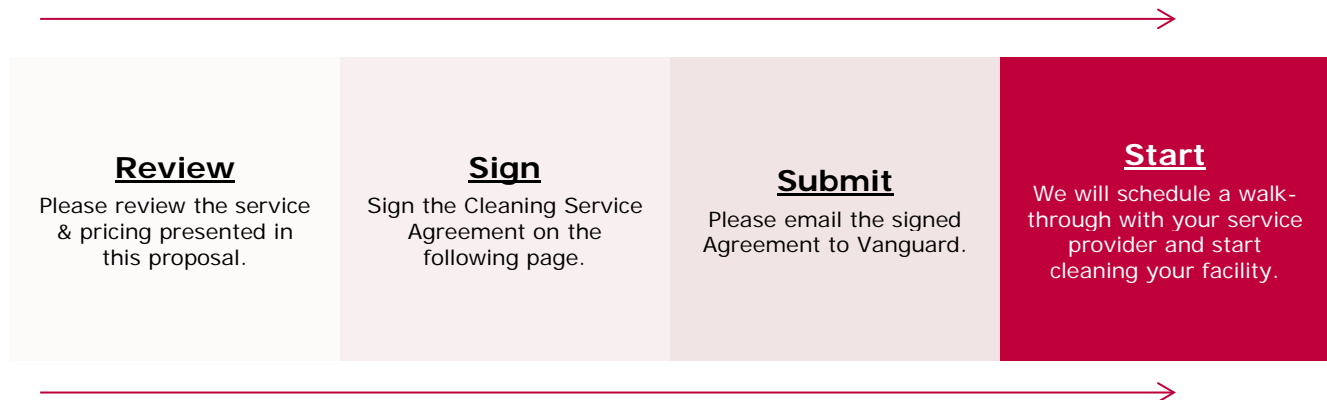 Review
Please review the service
& pricing presented in
this proposal.
Sign
Sign the Cleaning Service
Agreement on the
following page.
Submit
Please email the signed
Agreement to Vanguard.
Start
We will schedule a walk-
through with your service
provider and start
cleaning your facility.